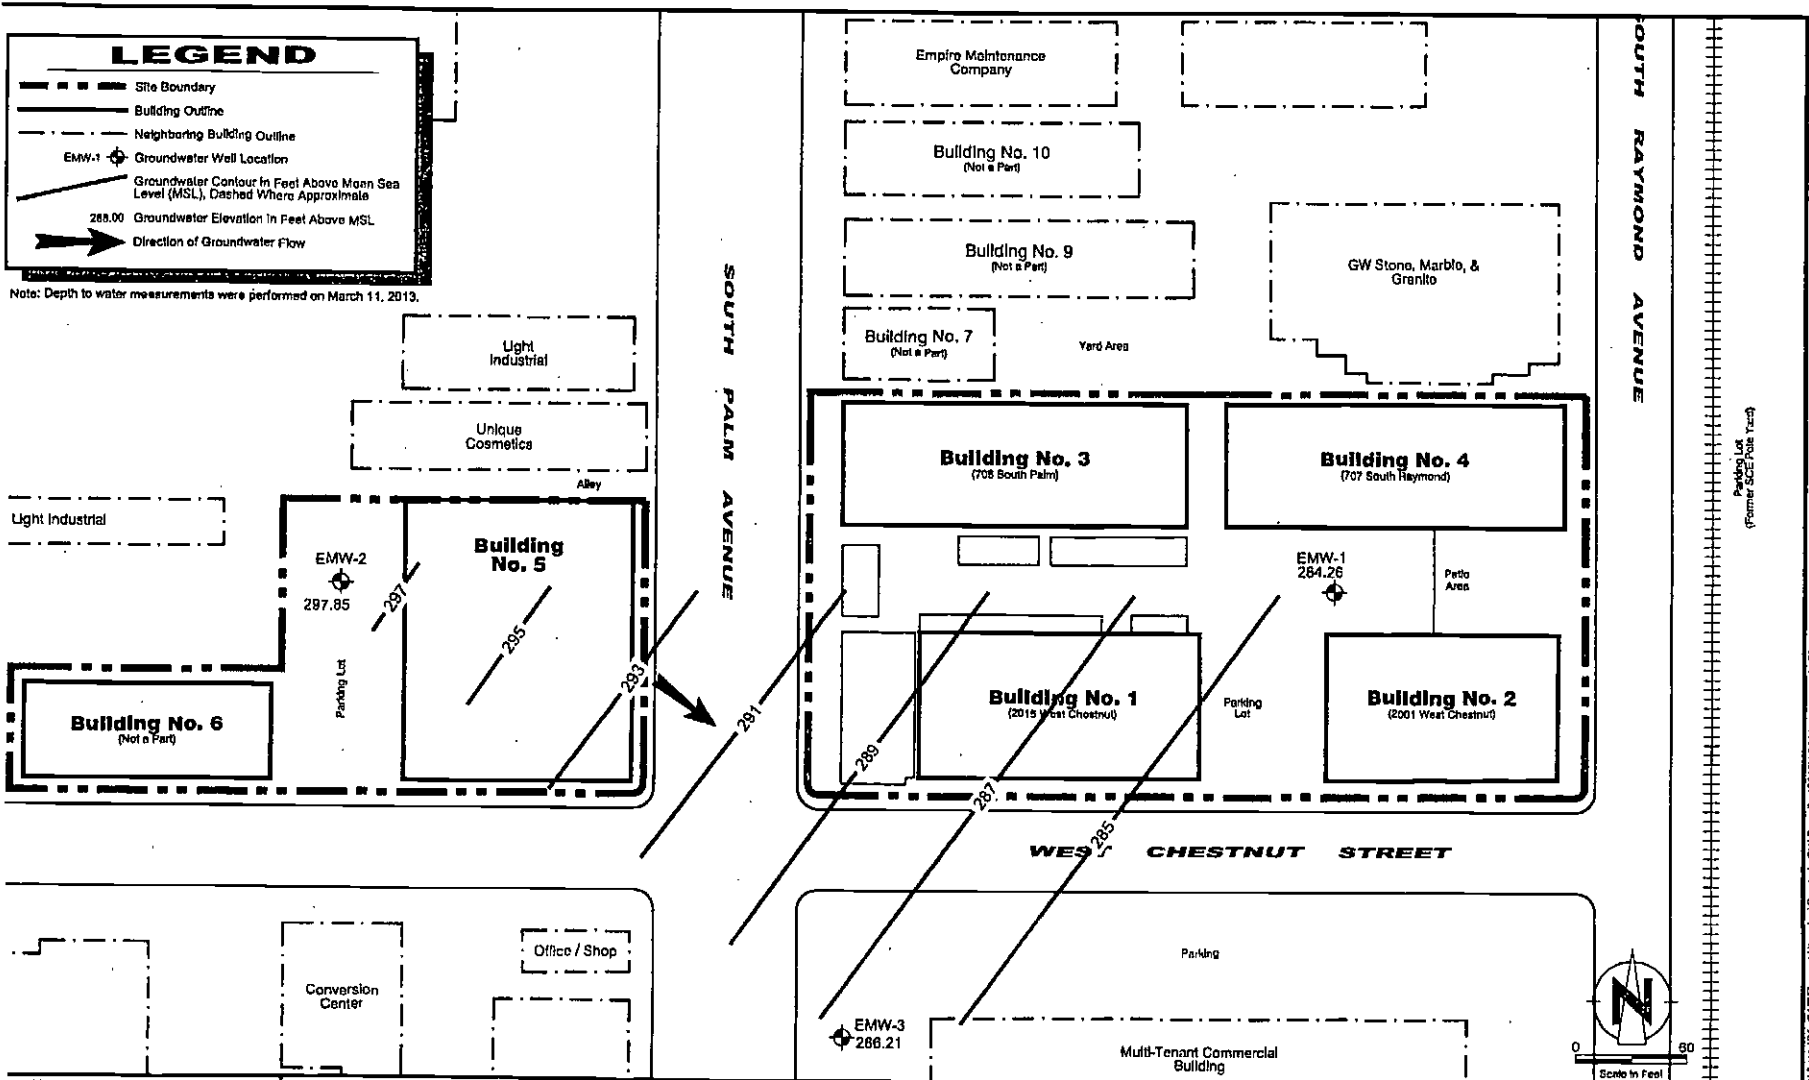 LEGEND
Site Boundary
Building Outline
Neighboring Building Outline
EMW-1 Groundwater Well Location
Groundwater Contour in Feet Above Mean Sea
Level (MSL), Dashed Where Approximate
288.00 Groundwater Elevation in Feet Above MSL
Direction of Groundwater Flow
Note: Depth to water measurements were performed on March 11, 2013.
Empire Maintenance
Company
Building No. 10
(Not a Part)
Building No. 9
(Not a Part)
Building No. 7
(Not a Part)
Yard Area
GW Stone, Marble, &
Granite
SOUTH RAYMOND AVENUE
SOUTH PALM AVENUE
Parking Lot
(Former SCE Pole Yard)
Light
Industrial
Unique
Cosmetics
Alley
Light Industrial
Building No. 3
(708 South Palm)
Building No. 4
(707 South Raymond)
EMW-2
297.85
Building
No. 5
EMW-1
284.26
Patio
Area
297
295
293
291
289
287
285
Parking Lot
Building No. 6
(Not a Part)
Building No. 1
(2015 West Chestnut)
Parking
Lot
Building No. 2
(2001 West Chestnut)
WEST CHESTNUT STREET
Office / Shop
Conversion
Center
Parking
EMW-3
286.21
Multi-Tenant Commercial
Building
N
0 60
Scale in Feet